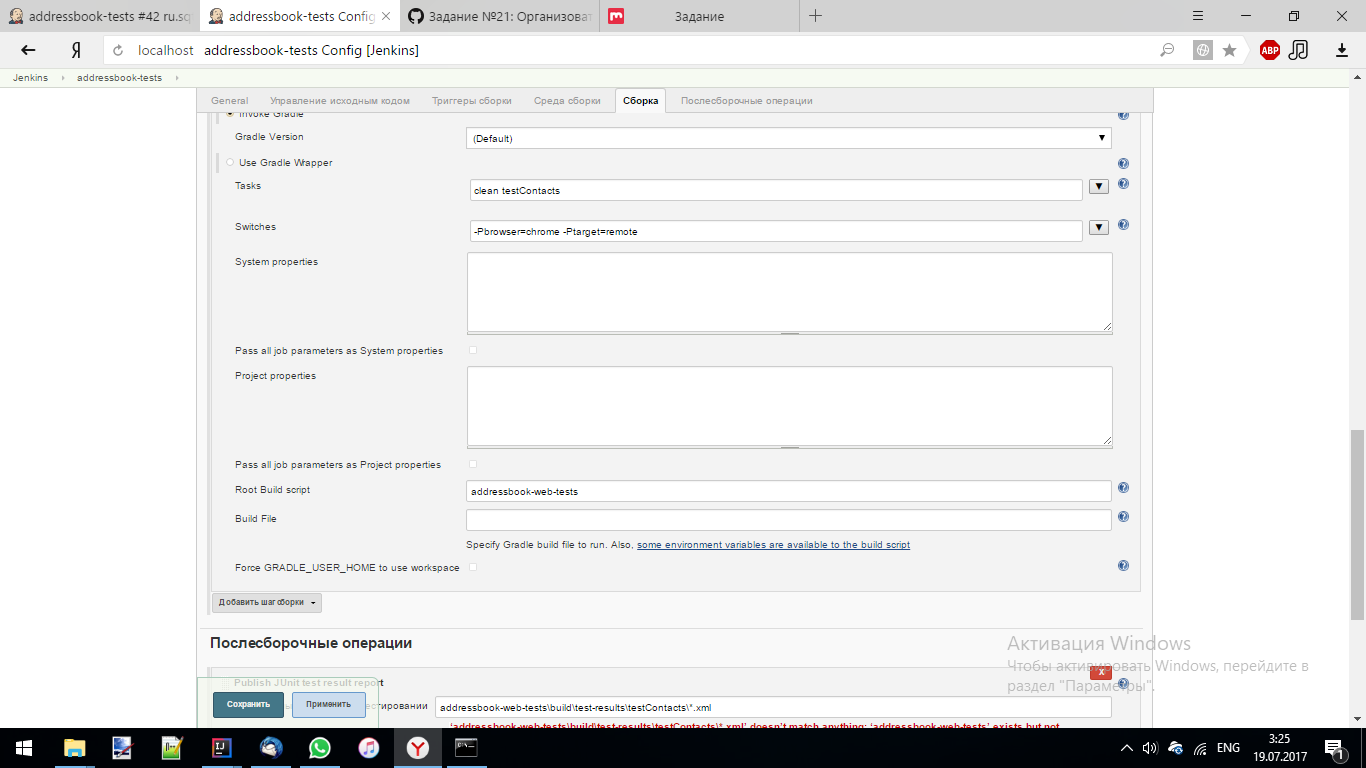 addressbook-tests #42 ru.sq
addressbook-tests Config
Задание №21: Организоват
Задание
Я localhost addressbook-tests Config [Jenkins]
ABP
Jenkins addressbook-tests
General Управление исходным кодом Триггеры сборки Среда сборки Сборка Послесборочные операции
Invoke Gradle
Gradle Version (Default)
Use Gradle Wrapper
Tasks clean testContacts
Switches -Pbrowser=chrome -Ptarget=remote
System properties
Pass all job parameters as System properties
Project properties
Pass all job parameters as Project properties
Root Build script addressbook-web-tests
Build File
Specify Gradle build file to run. Also, some environment variables are available to the build script
Force GRADLE_USER_HOME to use workspace
Добавить шаг сборки
Послесборочные операции
Активация Windows
Чтобы активировать Windows, перейдите в
раздел "Параметры".
X
Publish JUnit test result report
Сохранить Применить
тестировании addressbook-web-tests\build\test-results\testContacts\*.xml
'addressbook-web-tests\build\test-results\testContacts\*.xml' doesn't match anything: 'addressbook-web-tests' exists but not
ENG
3:25
19.07.2017
1